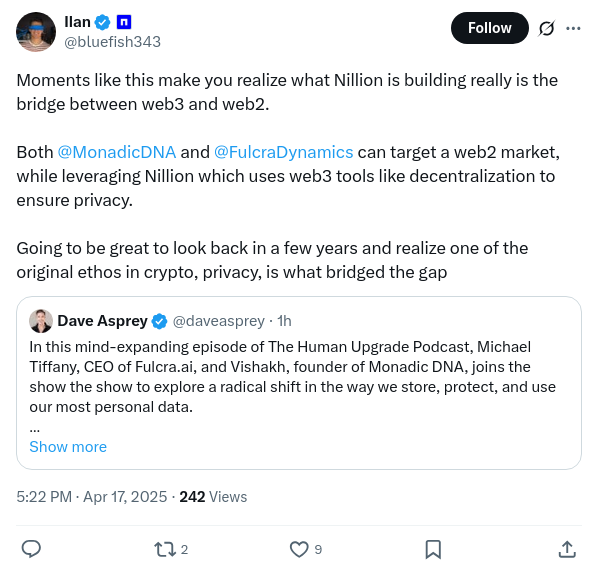 Ilan
Follow
@bluefish343
Moments like this make you realize what Nillion is building really is the
bridge between web3 and web2.
Both @MonadicDNA and @FulcraDynamics can target a web2 market,
while leveraging Nillion which uses web3 tools like decentralization to
ensure privacy.
Going to be great to look back in a few years and realize one of the
original ethos in crypto, privacy, is what bridged the gap
Dave Asprey @daveasprey · 1h
In this mind-expanding episode of The Human Upgrade Podcast, Michael
Tiffany, CEO of Fulcra.ai, and Vishakh, founder of Monadic DNA, joins the
show the show to explore a radical shift in the way we store, protect, and use
our most personal data.
...
Show more
5:22 PM · Apr 17, 2025 · 242 Views
2
9